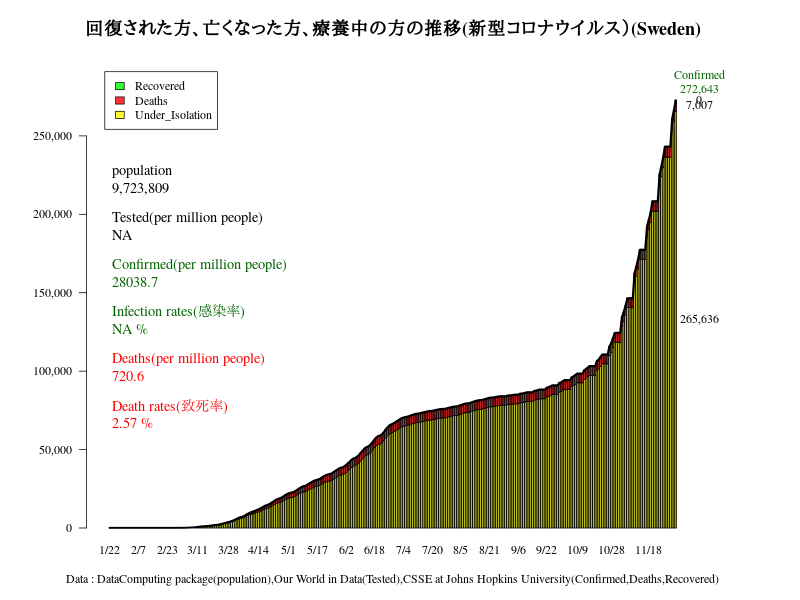 回復された方、亡くなった方、療養中の方の推移(新型コロナウイルス)(Sweden)
Confirmed
272,643
0
7,007
Recovered
Deaths
Under_Isolation
250,000
200,000
150,000
100,000
50,000
0
population
9,723,809
Tested(per million people)
NA
Confirmed(per million people)
28038.7
Infection rates(感染率)
NA %
Deaths(per million people)
720.6
Death rates(致死率)
2.57 %
265,636
1/22 2/7 2/23 3/11 3/28 4/14 5/1 5/17 6/2 6/18 7/4 7/20 8/5 8/21 9/6 9/22 10/9 10/28 11/18
Data : DataComputing package(population),Our World in Data(Tested),CSSE at Johns Hopkins University(Confirmed,Deaths,Recovered)